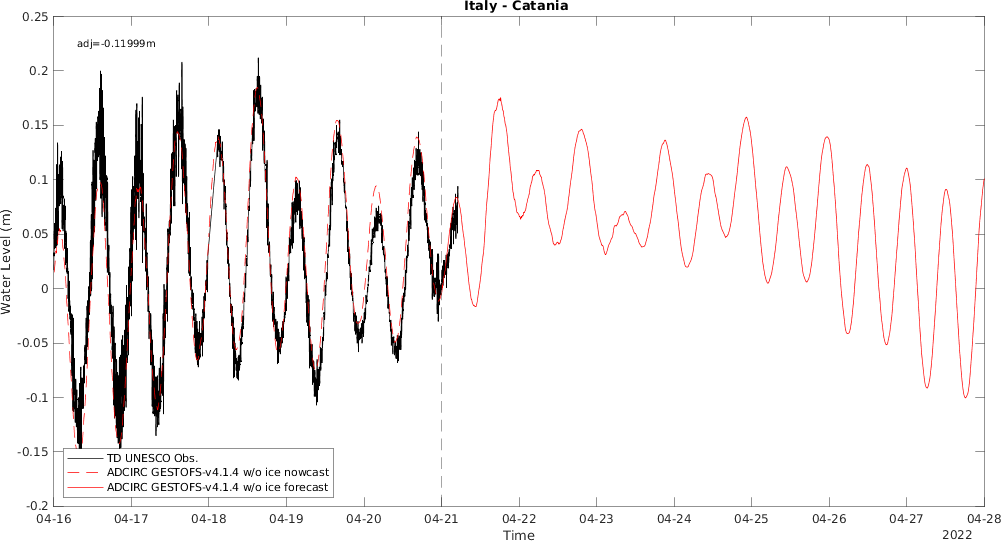 Italy - Catania
adj=-0.11999m
0.25
0.2
0.15
0.1
0.05
0
-0.05
-0.1
-0.15
-0.2
Water Level (m)
TD UNESCO Obs.
ADCIRC GESTOFS-v4.1.4 w/o ice nowcast
ADCIRC GESTOFS-v4.1.4 w/o ice forecast
04-16 04-17 04-18 04-19 04-20 04-21 04-22 04-23 04-24 04-25 04-26 04-27 04-28
Time
2022